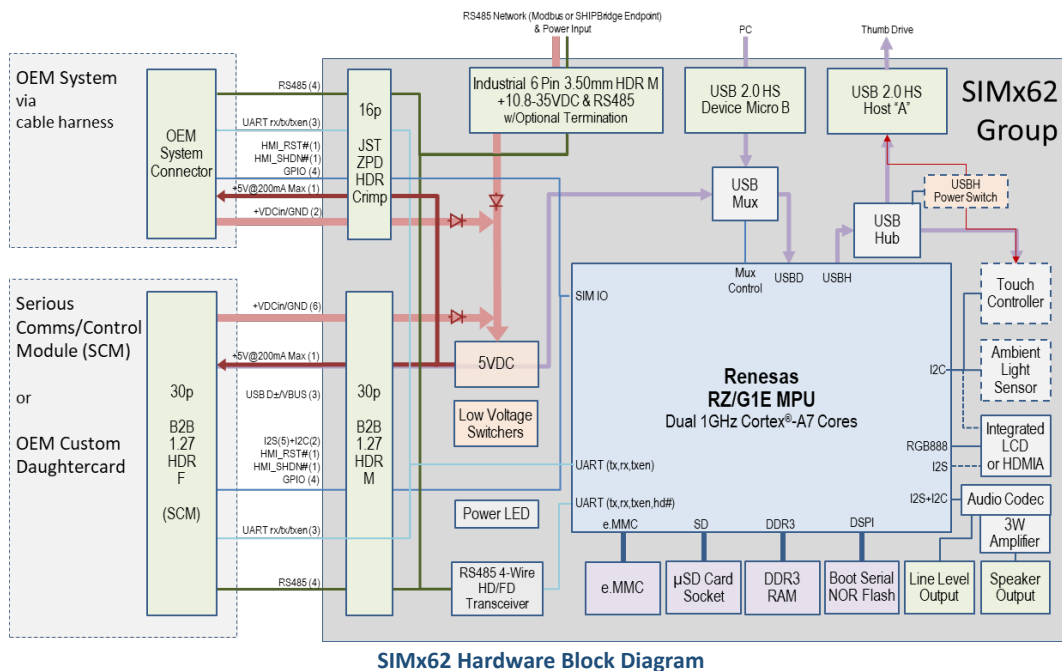 RS485 Network (Modbus or SHIPBridge Endpoint)
& Power Input
PC
Thumb Drive
SIMx62
Group
OEM System
via
cable harness
OEM
System
Connector
RS485 (4)
UART rx/tx/txen(3)
HMI_RST#(1)
HMI_SHDN#(1)
GPIO (4)
+5V@200mA Max (1)
+VDCin/GND (2)
16p
JST
ZPD
HDR
Crimp
Industrial 6 Pin 3.50mm HDR M
+10.8-35VDC & RS485
w/Optional Termination
USB 2.0 HS
Device Micro B
USB 2.0 HS
Host “A”
USB
Mux
USBH
Power Switch
USB
Hub
Mux
Control
USBD
USBH
SIM IO
Touch
Controller
Serious
Comms/Control
Module (SCM)
or
OEM Custom
Daughtercard
30p
B2B
1.27
HDR
F
(SCM)
+VDCin/GND (6)
+5V@200mA Max (1)
USB D±/VBUS (3)
I2S(5)+I2C(2)
HMI_RST#(1)
HMI_SHDN#(1)
GPIO (4)
UART rx/tx/txen(3)
RS485 (4)
30p
B2B
1.27
HDR
M
5VDC
Low Voltage
Switchers
Power LED
RS485 4-Wire
HD/FD
Transceiver
Renesas
RZ/G1E MPU
Dual 1GHz Cortex®-A7 Cores
UART (tx,rx,txen)
UART (tx,rx,txen,hd#)
I2C
RGB888
I2S
I2S+I2C
Ambient
Light
Sensor
Integrated
LCD
or HDMIA
Audio Codec
3W
Amplifier
e.MMC
SD
DDR3
DSPI
e.MMC
µSD Card
Socket
DDR3
RAM
Boot Serial
NOR Flash
Line Level
Output
Speaker
Output
SIMx62 Hardware Block Diagram